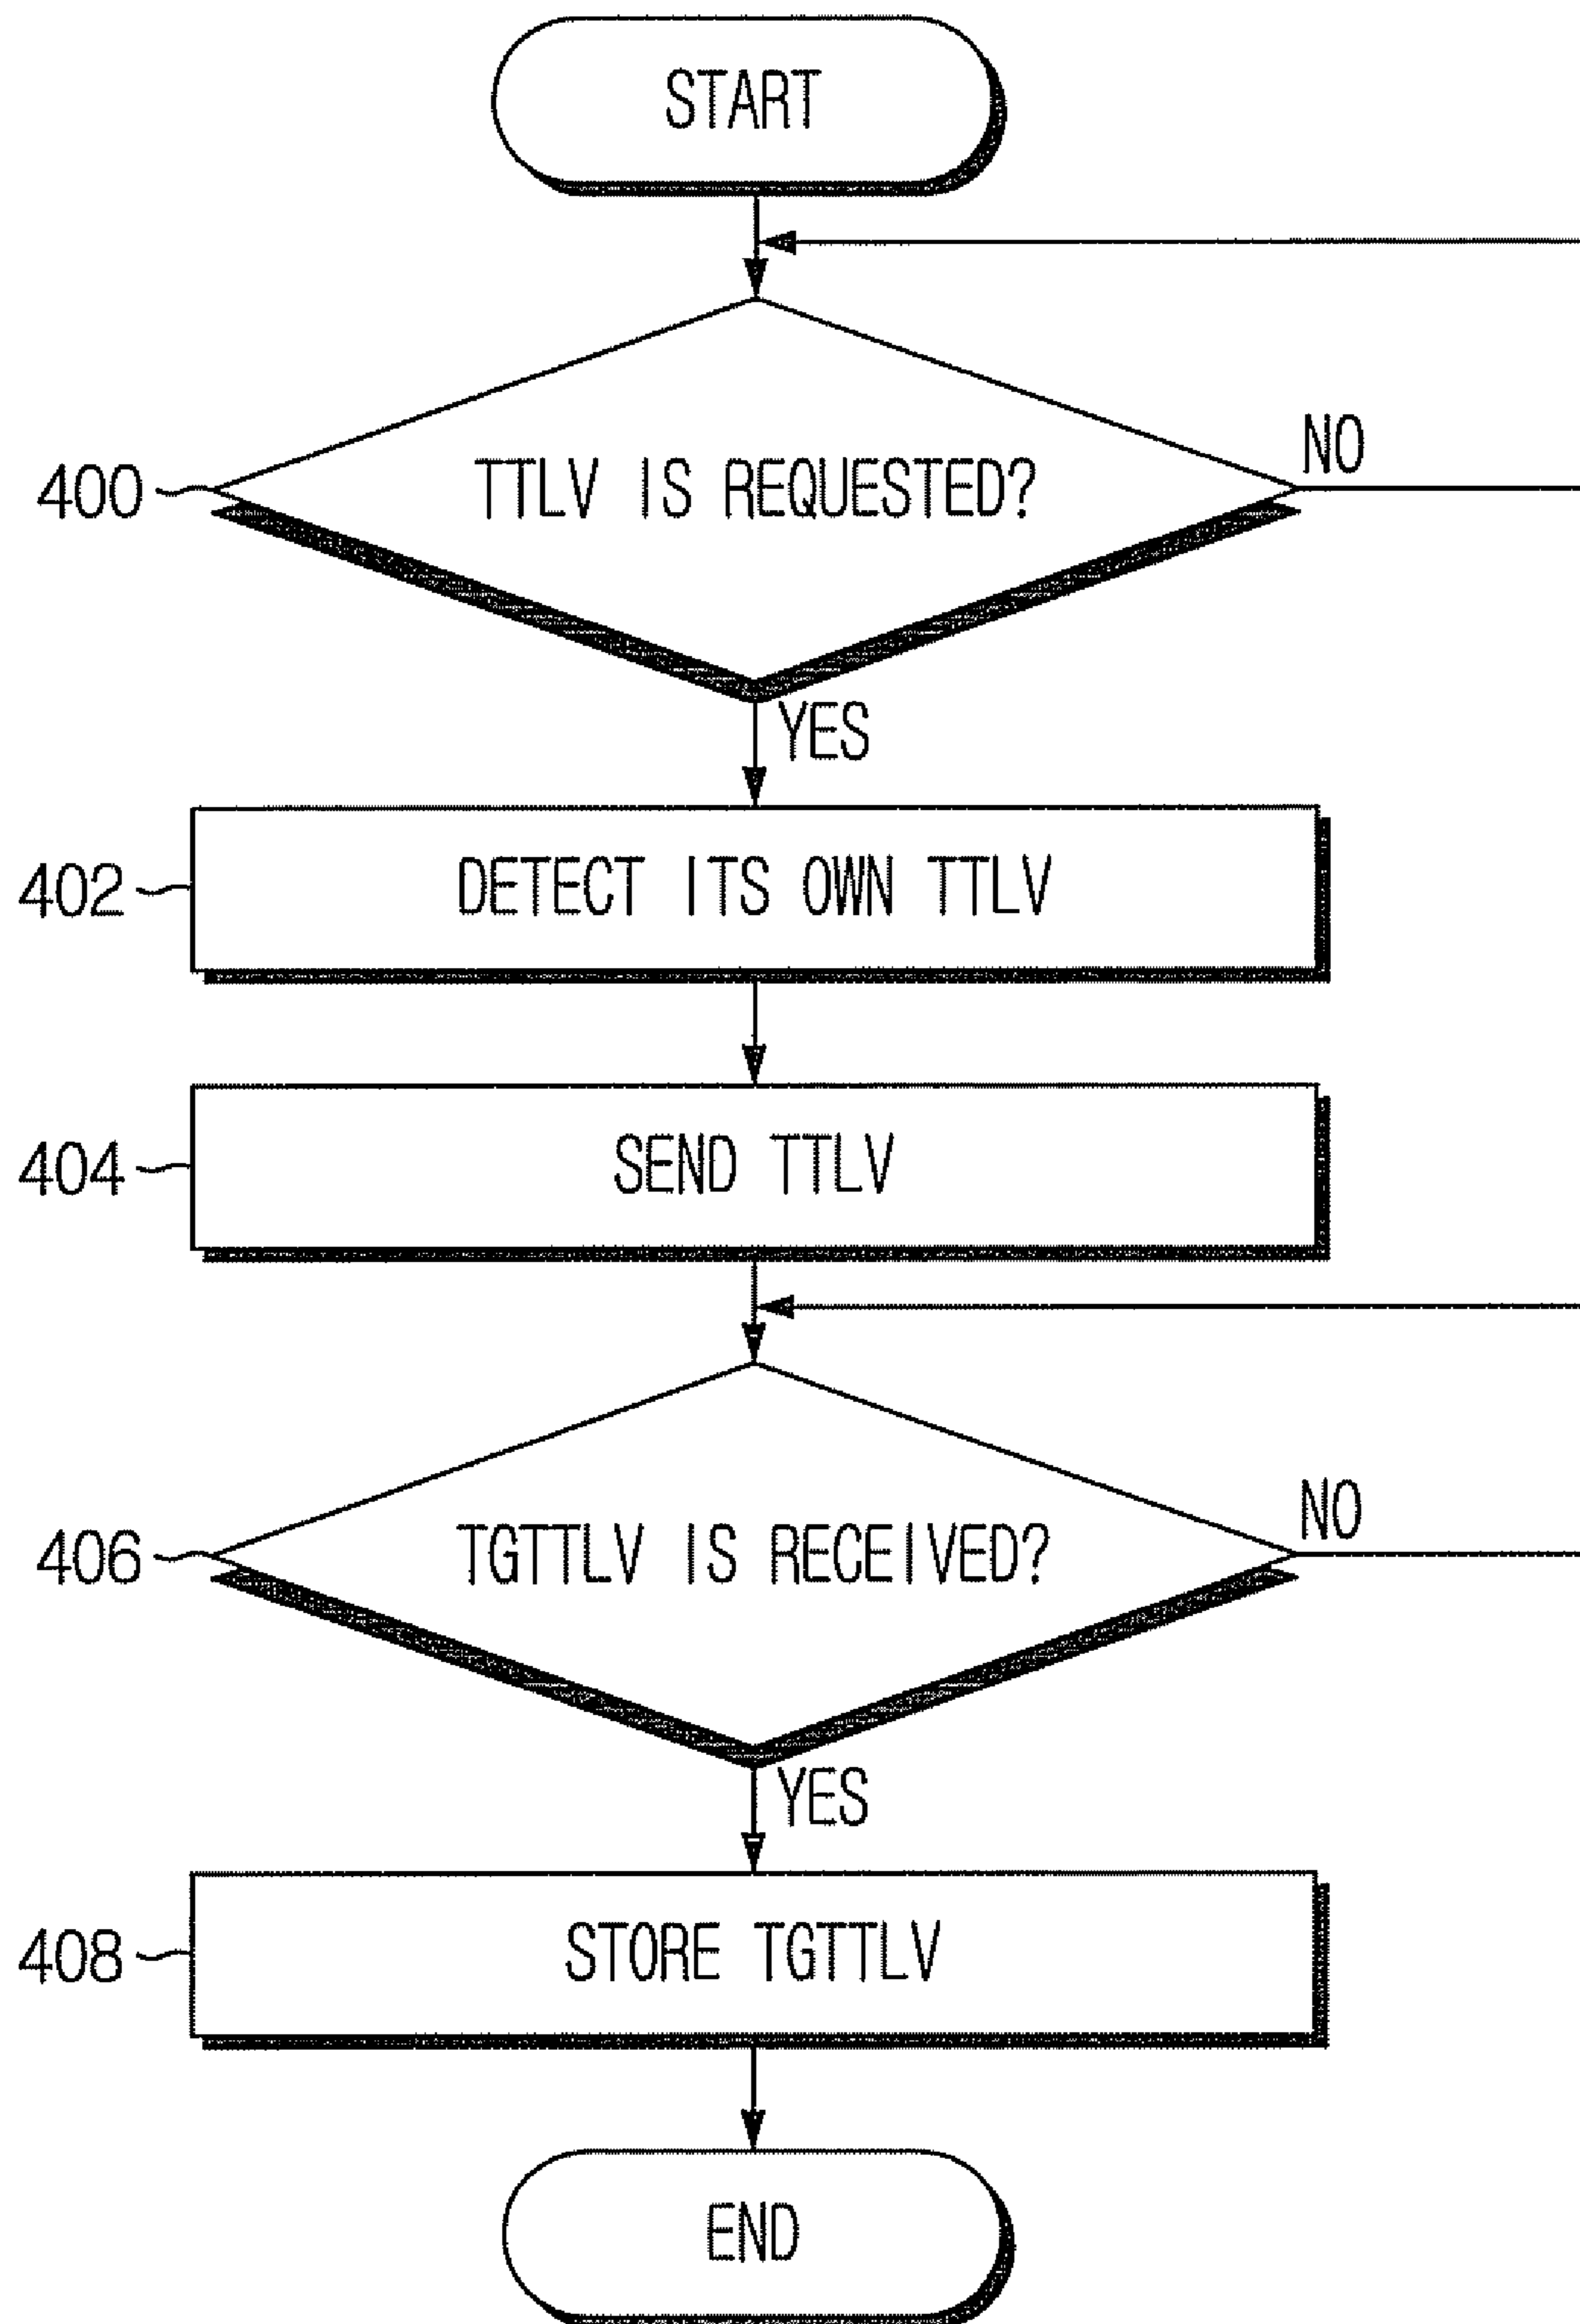 START
400
TTLV IS REQUESTED?
NO
YES
402
DETECT ITS OWN TTLV
404
SEND TTLV
406
TGTTLV IS RECEIVED?
NO
YES
408
STORE TGTTLV
END